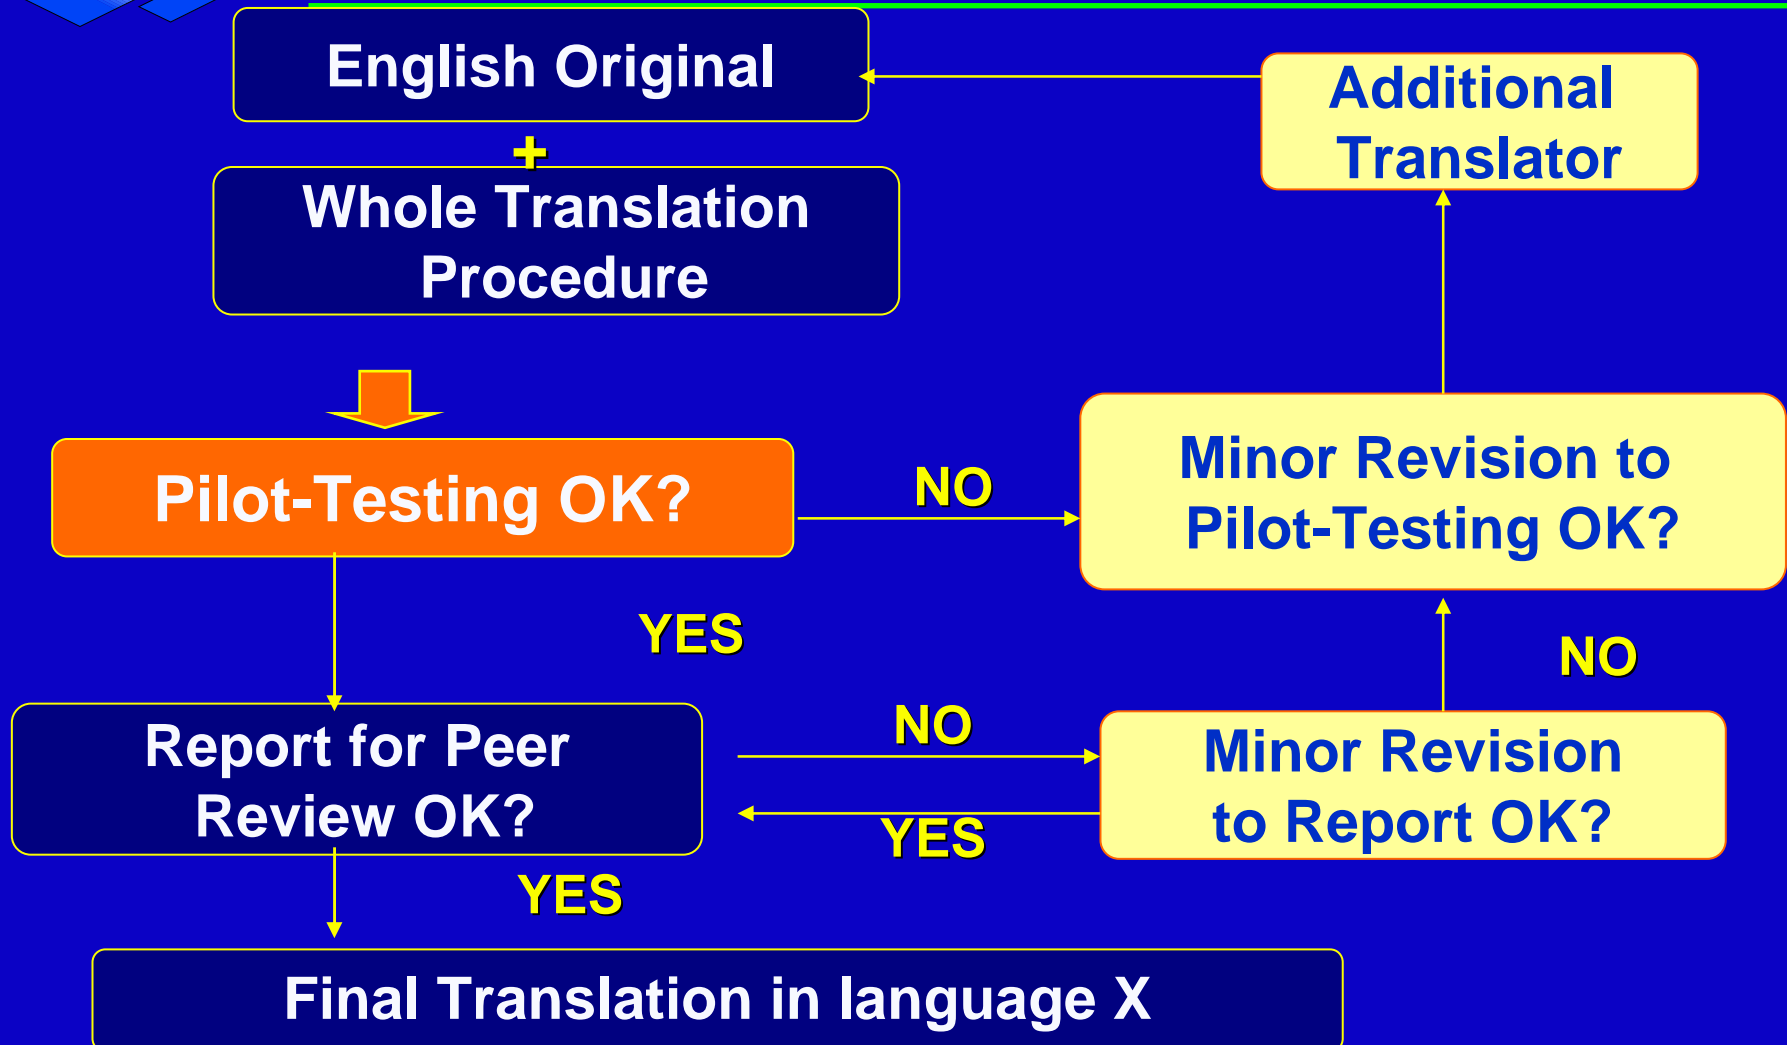 English Original
Additional
Translator
+
Whole Translation
Procedure
Pilot-Testing OK?
NO
Minor Revision to
Pilot-Testing OK?
YES
NO
Report for Peer
Review OK?
NO
YES
Minor Revision
to Report OK?
YES
Final Translation in language X